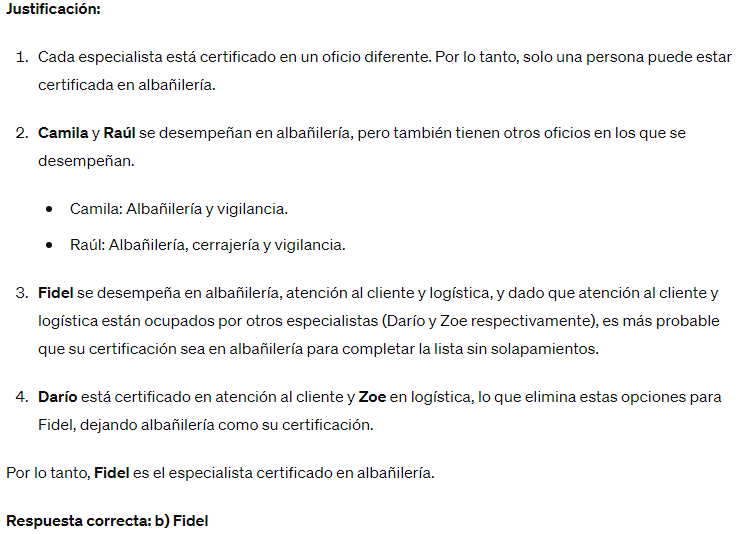 Justificación:
1. Cada especialista está certificado en un oficio diferente. Por lo tanto, solo una persona puede estar
certificada en albañilería.
2. Camila y Raúl se desempeñan en albañilería, pero también tienen otros oficios en los que se
desempeñan.
• Camila: Albañilería y vigilancia.
• Raúl: Albañilería, cerrajería y vigilancia.
3. Fidel se desempeña en albañilería, atención al cliente y logística, y dado que atención al cliente y
logística están ocupados por otros especialistas (Darío y Zoe respectivamente), es más probable
que su certificación sea en albañilería para completar la lista sin solapamientos.
4. Darío está certificado en atención al cliente y Zoe en logística, lo que elimina estas opciones para
Fidel, dejando albañilería como su certificación.
Por lo tanto, Fidel es el especialista certificado en albañilería.
Respuesta correcta: b) Fidel